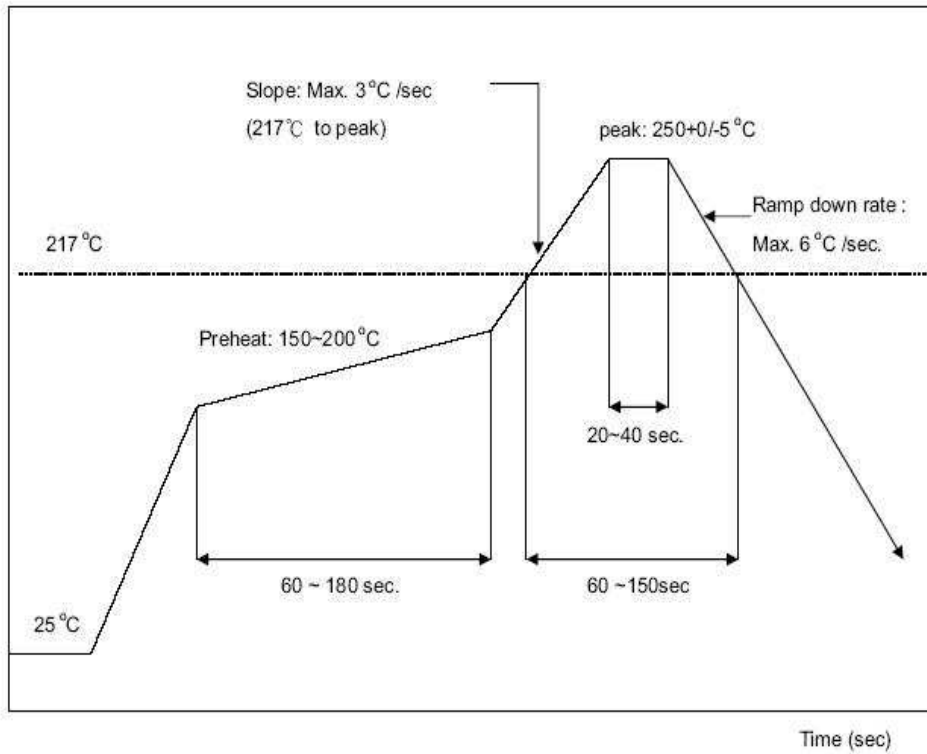 Slope: Max. 3°C /sec
(217℃ to peak)
peak: 250+0/-5°C
Ramp down rate :
Max. 6°C /sec.
217°C
Preheat: 150~200°C
20~40 sec.
60 ~ 180 sec.
60 ~150sec
25°C
Time (sec)